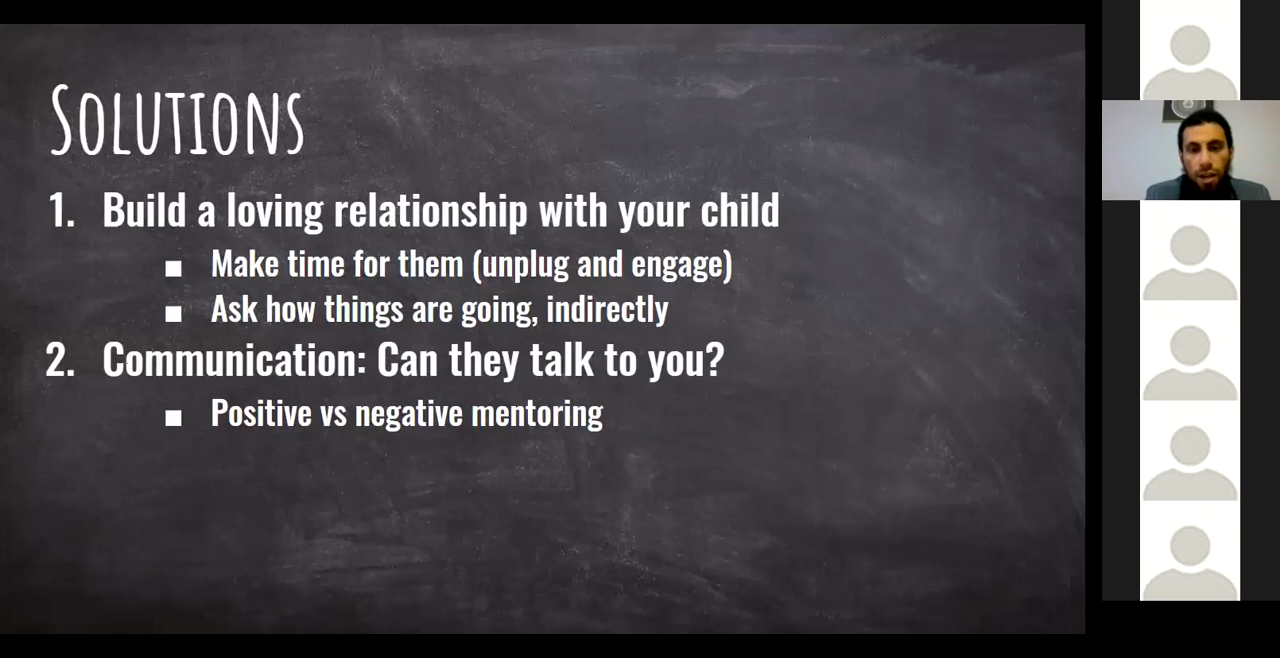 Solutions
1. Build a loving relationship with your child
■ Make time for them (unplug and engage)
■ Ask how things are going, indirectly
2. Communication: Can they talk to you?
■ Positive vs negative mentoring